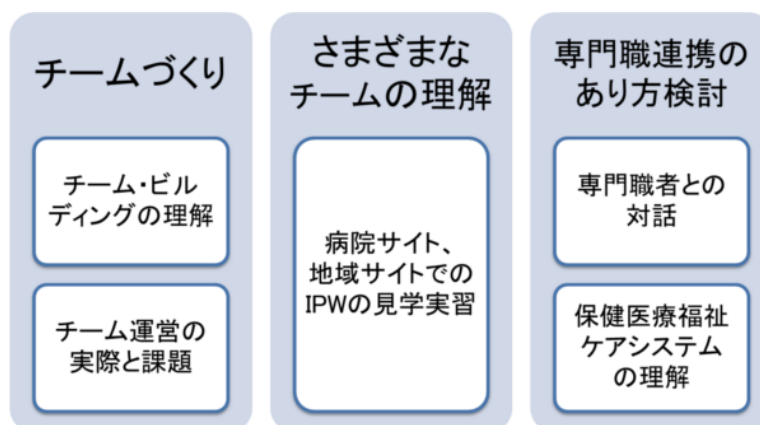 チームづくり
チーム・ビル
ディングの理解
チーム運営の
実際と課題
さまざまな
チームの理解
病院サイト、
地域サイトでの
IPWの見学実習
専門職連携の
あり方検討
専門職者との
対話
保健医療福祉
ケアシステム
の理解